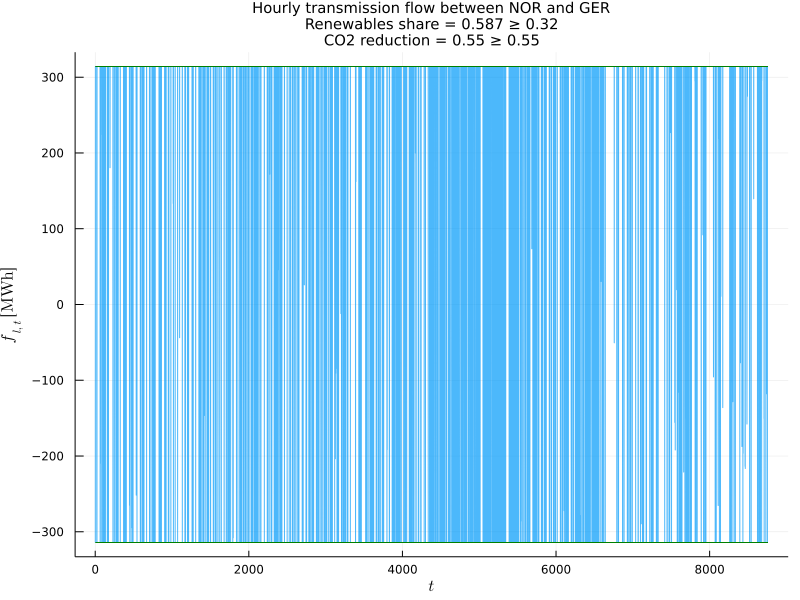 Hourly transmission flow between NOR and GER
Renewables share = 0.587 ≥ 0.32
CO2 reduction = 0.55 ≥ 0.55
300
200
100
0
−100
−200
−300
f l,t [MWh]
0
2000
4000
6000
8000
t